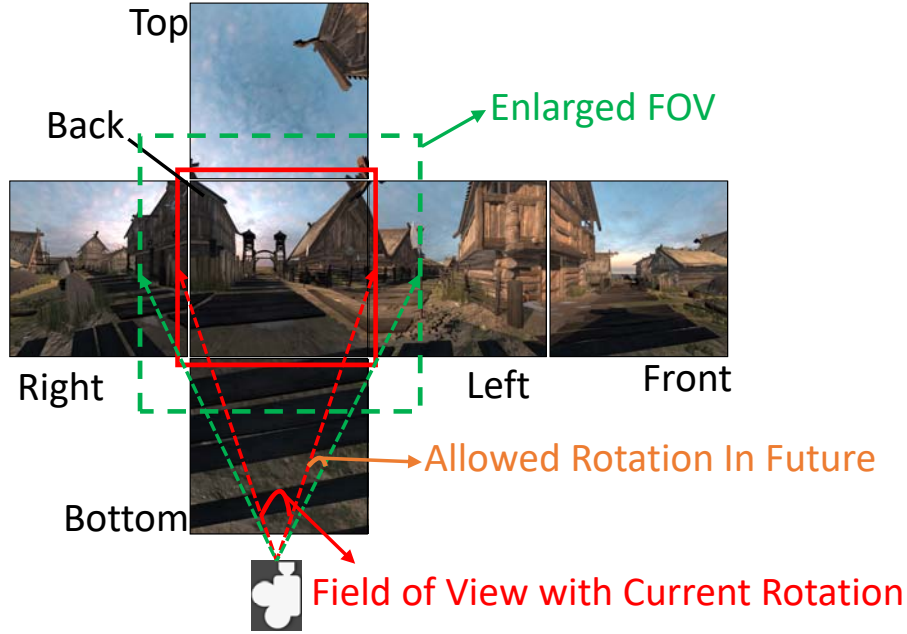 Top
Enlarged FOV
Back
Right
Left
Front
Allowed Rotation In Future
Bottom
Field of View with Current Rotation